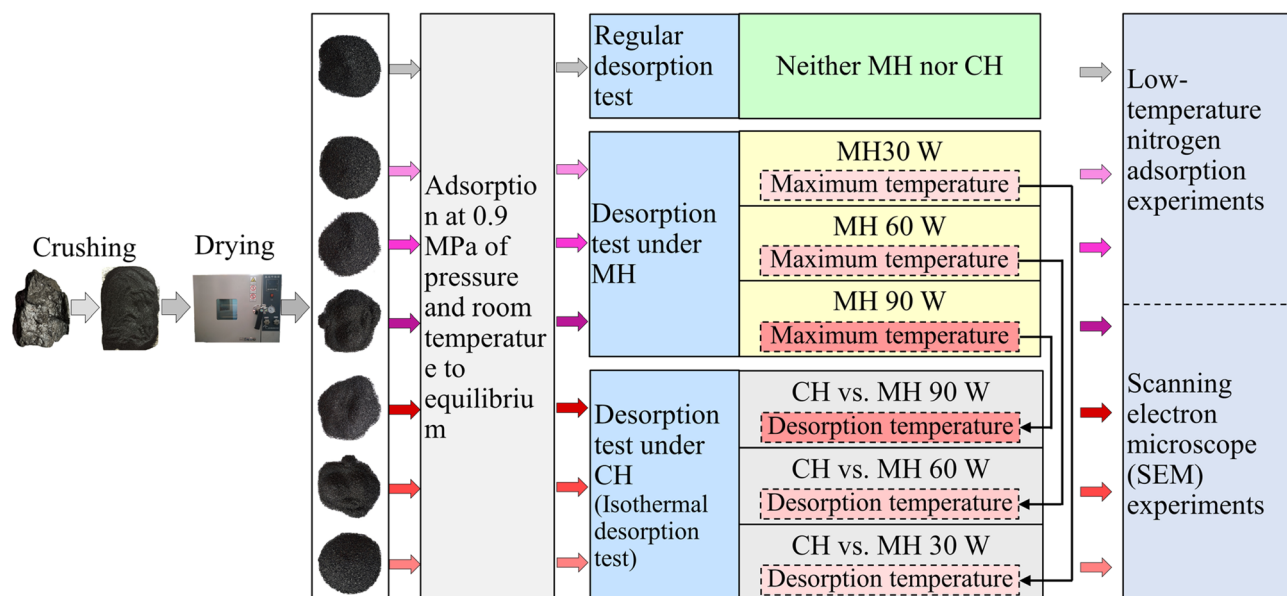 Crushing
Drying
Adsorptio
n at 0.9
MPa of
pressure
and room
temperatur
e to
equilibriu
m
Regular
desorption
test
Neither MH nor CH
Desorption
test under
MH
MH30 W
Maximum temperature
MH 60 W
Maximum temperature
MH 90 W
Maximum temperature
Desorption
test under
CH
(Isothermal
desorption
test)
CH vs. MH 90 W
Desorption temperature
CH vs. MH 60 W
Desorption temperature
CH vs. MH 30 W
Desorption temperature
Low-
temperature
nitrogen
adsorption
experiments
Scanning
electron
microscope
(SEM)
experiments